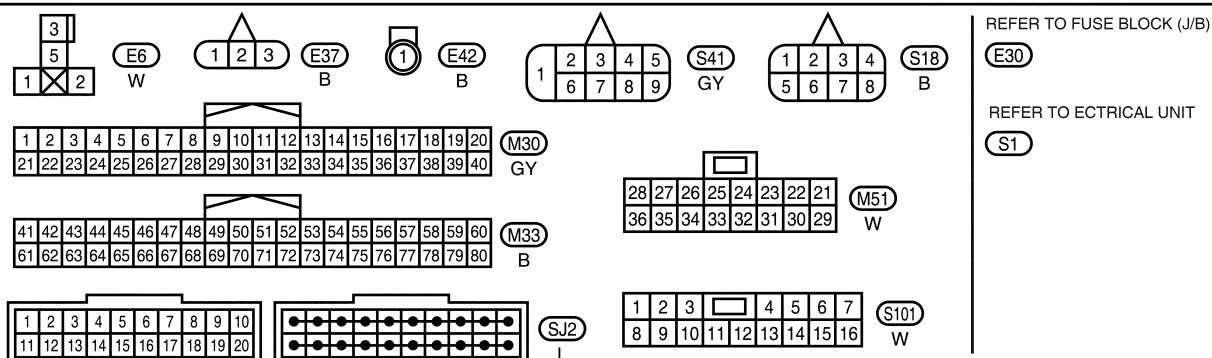 3
5
1 2
E6
W
1 2 3
E37
B
1
E42
B
1 2 3 4 5
6 7 8 9
S41
GY
1 2 3 4
5 6 7 8
S18
B
REFER TO FUSE BLOCK (J/B)
E30
REFER TO ECTRICAL UNIT
S1
1 2 3 4 5 6 7 8 9 10 11 12 13 14 15 16 17 18 19 20
21 22 23 24 25 26 27 28 29 30 31 32 33 34 35 36 37 38 39 40
M30
GY
28 27 26 25 24 23 22 21
36 35 34 33 32 31 30 29
M51
W
41 42 43 44 45 46 47 48 49 50 51 52 53 54 55 56 57 58 59 60
61 62 63 64 65 66 67 68 69 70 71 72 73 74 75 76 77 78 79 80
M33
B
1 2 3 4 5 6 7 8 9 10
11 12 13 14 15 16 17 18 19 20
SJ2
1 2 3 4 5 6 7
8 9 10 11 12 13 14 15 16
S101
W